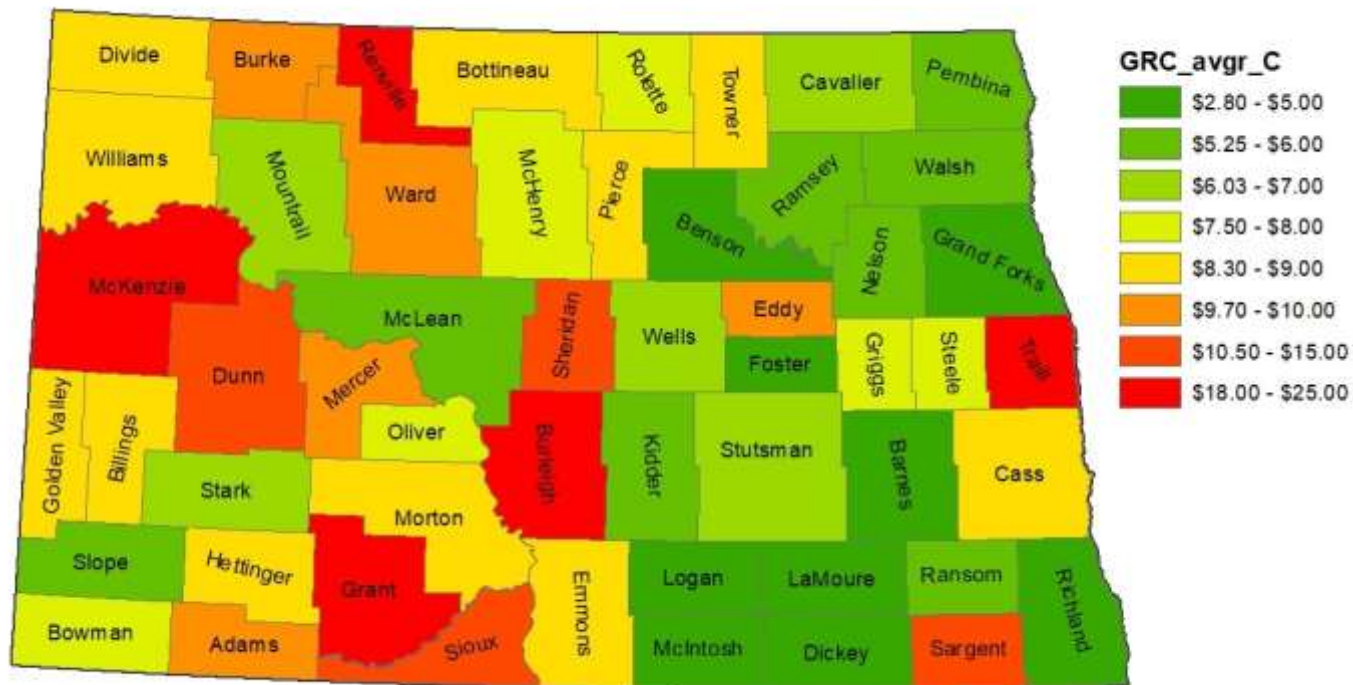 Divide
Burke
Renville
Bottineau
Rolette
Towner
Cavalier
Pembina
Williams
Mountrail
Ward
McHenry
Pierce
Benson
Ramsey
Walsh
Nelson
Grand Forks
McKenzie
Dunn
McLean
Mercer
Oliver
Sheridan
Wells
Eddy
Foster
Griggs
Steele
Traill
Golden Valley
Billings
Stark
Morton
Burleigh
Kidder
Stutsman
Barnes
Cass
Slope
Hettinger
Grant
Bowman
Adams
Sioux
Emmons
Logan
LaMoure
Ransom
Richland
McIntosh
Dickey
Sargent
GRC_avgr_C
$2.80 - $5.00
$5.25 - $6.00
$6.03 - $7.00
$7.50 - $8.00
$8.30 - $9.00
$9.70 - $10.00
$10.50 - $15.00
$18.00 - $25.00